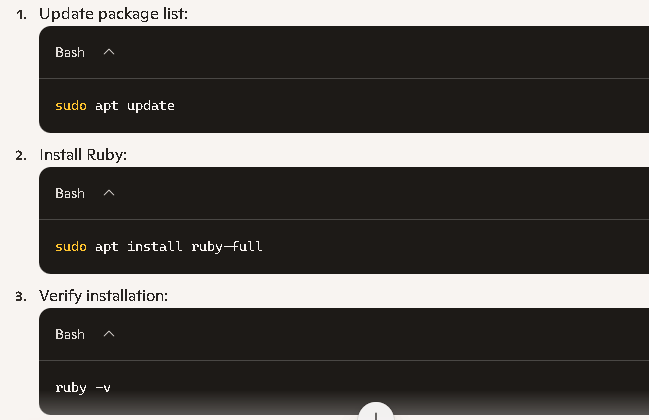 1. Update package list:
Bash
sudo apt update
2. Install Ruby:
Bash
sudo apt install ruby-full
3. Verify installation:
Bash
ruby -v